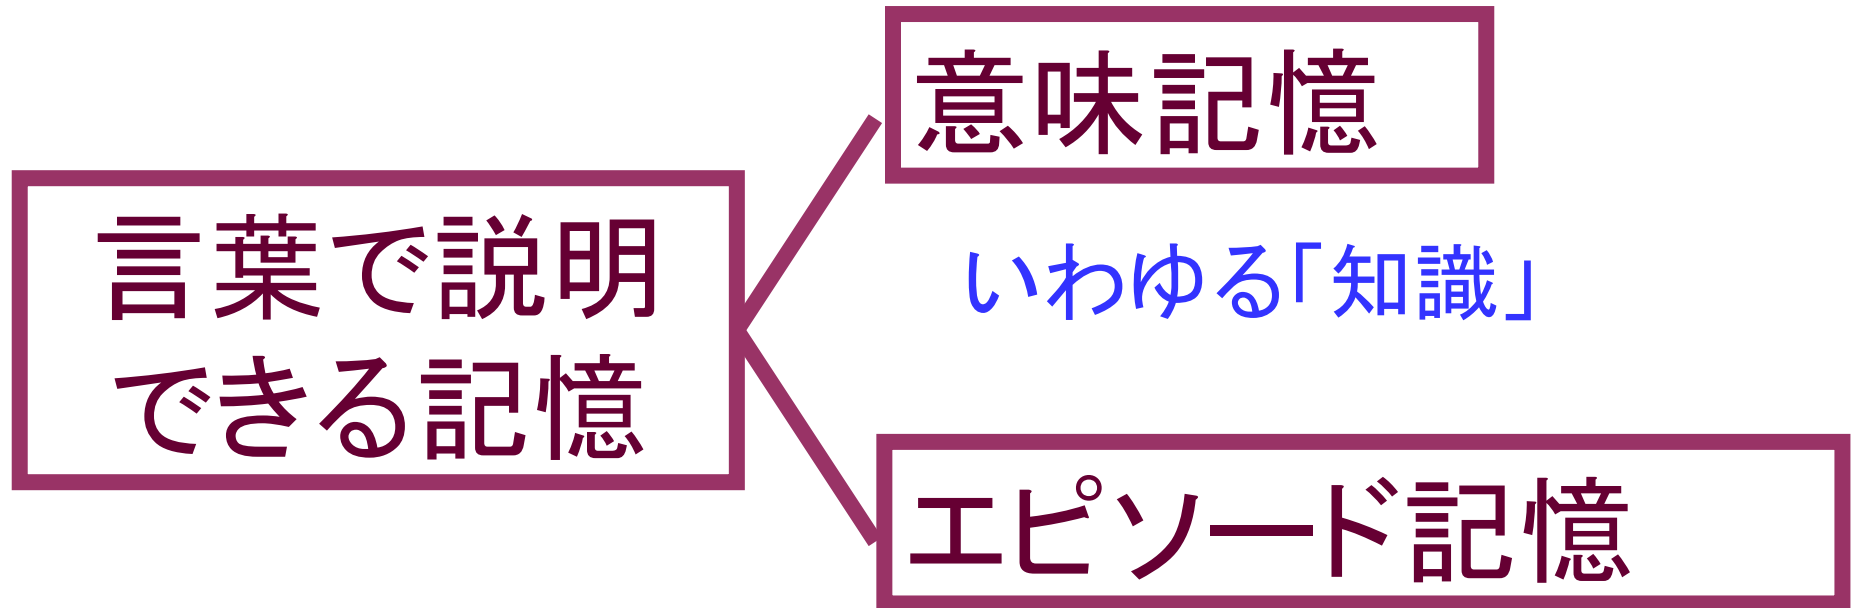 言葉で説明
できる記憶
意味記憶
いわゆる「知識」
エピソード記憶